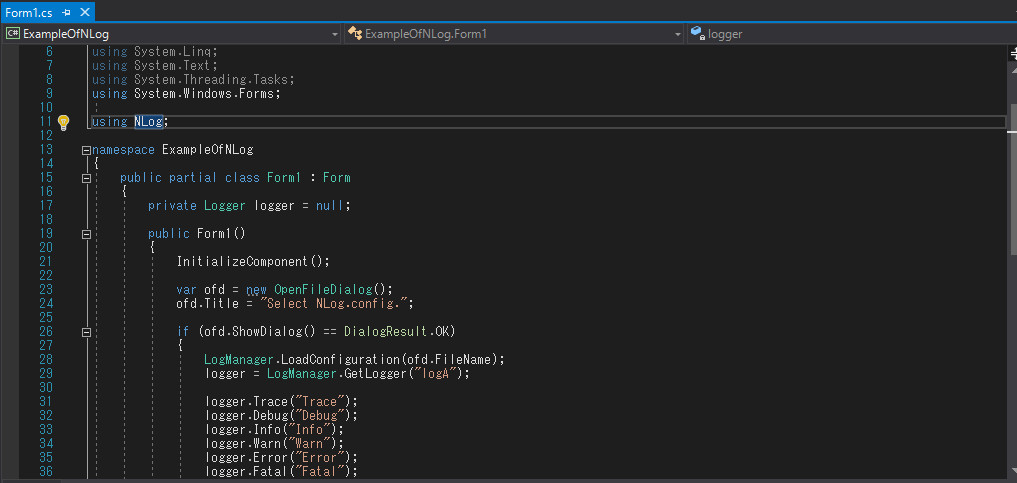 Form1.cs
C# ExampleOfNLog ExampleOfNLog.Form1 logger
6 using System.Linq;
7 using System.Text;
8 using System.Threading.Tasks;
9 using System.Windows.Forms;
10
11 using NLog;
12
13 namespace ExampleOfNLog
14 {
15 public partial class Form1 : Form
16 {
17 private Logger logger = null;
18
19 public Form1()
20 {
21 InitializeComponent();
22
23 var ofd = new OpenFileDialog();
24 ofd.Title = "Select NLog.config.";
25
26 if (ofd.ShowDialog() == DialogResult.OK)
27 {
28 LogManager.LoadConfiguration(ofd.FileName);
29 logger = LogManager.GetLogger("logA");
30
31 logger.Trace("Trace");
32 logger.Debug("Debug");
33 logger.Info("Info");
34 logger.Warn("Warn");
35 logger.Error("Error");
36 logger.Fatal("Fatal");